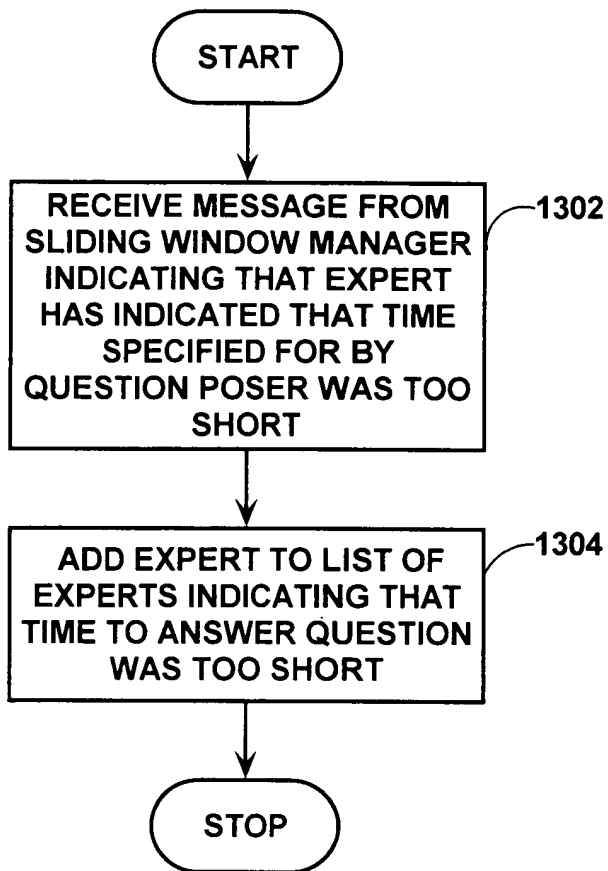 START
RECEIVE MESSAGE FROM
SLIDING WINDOW MANAGER
INDICATING THAT EXPERT
HAS INDICATED THAT TIME
SPECIFIED FOR BY
QUESTION POSER WAS TOO
SHORT
1302
ADD EXPERT TO LIST OF
EXPERTS INDICATING THAT
TIME TO ANSWER QUESTION
WAS TOO SHORT
1304
STOP